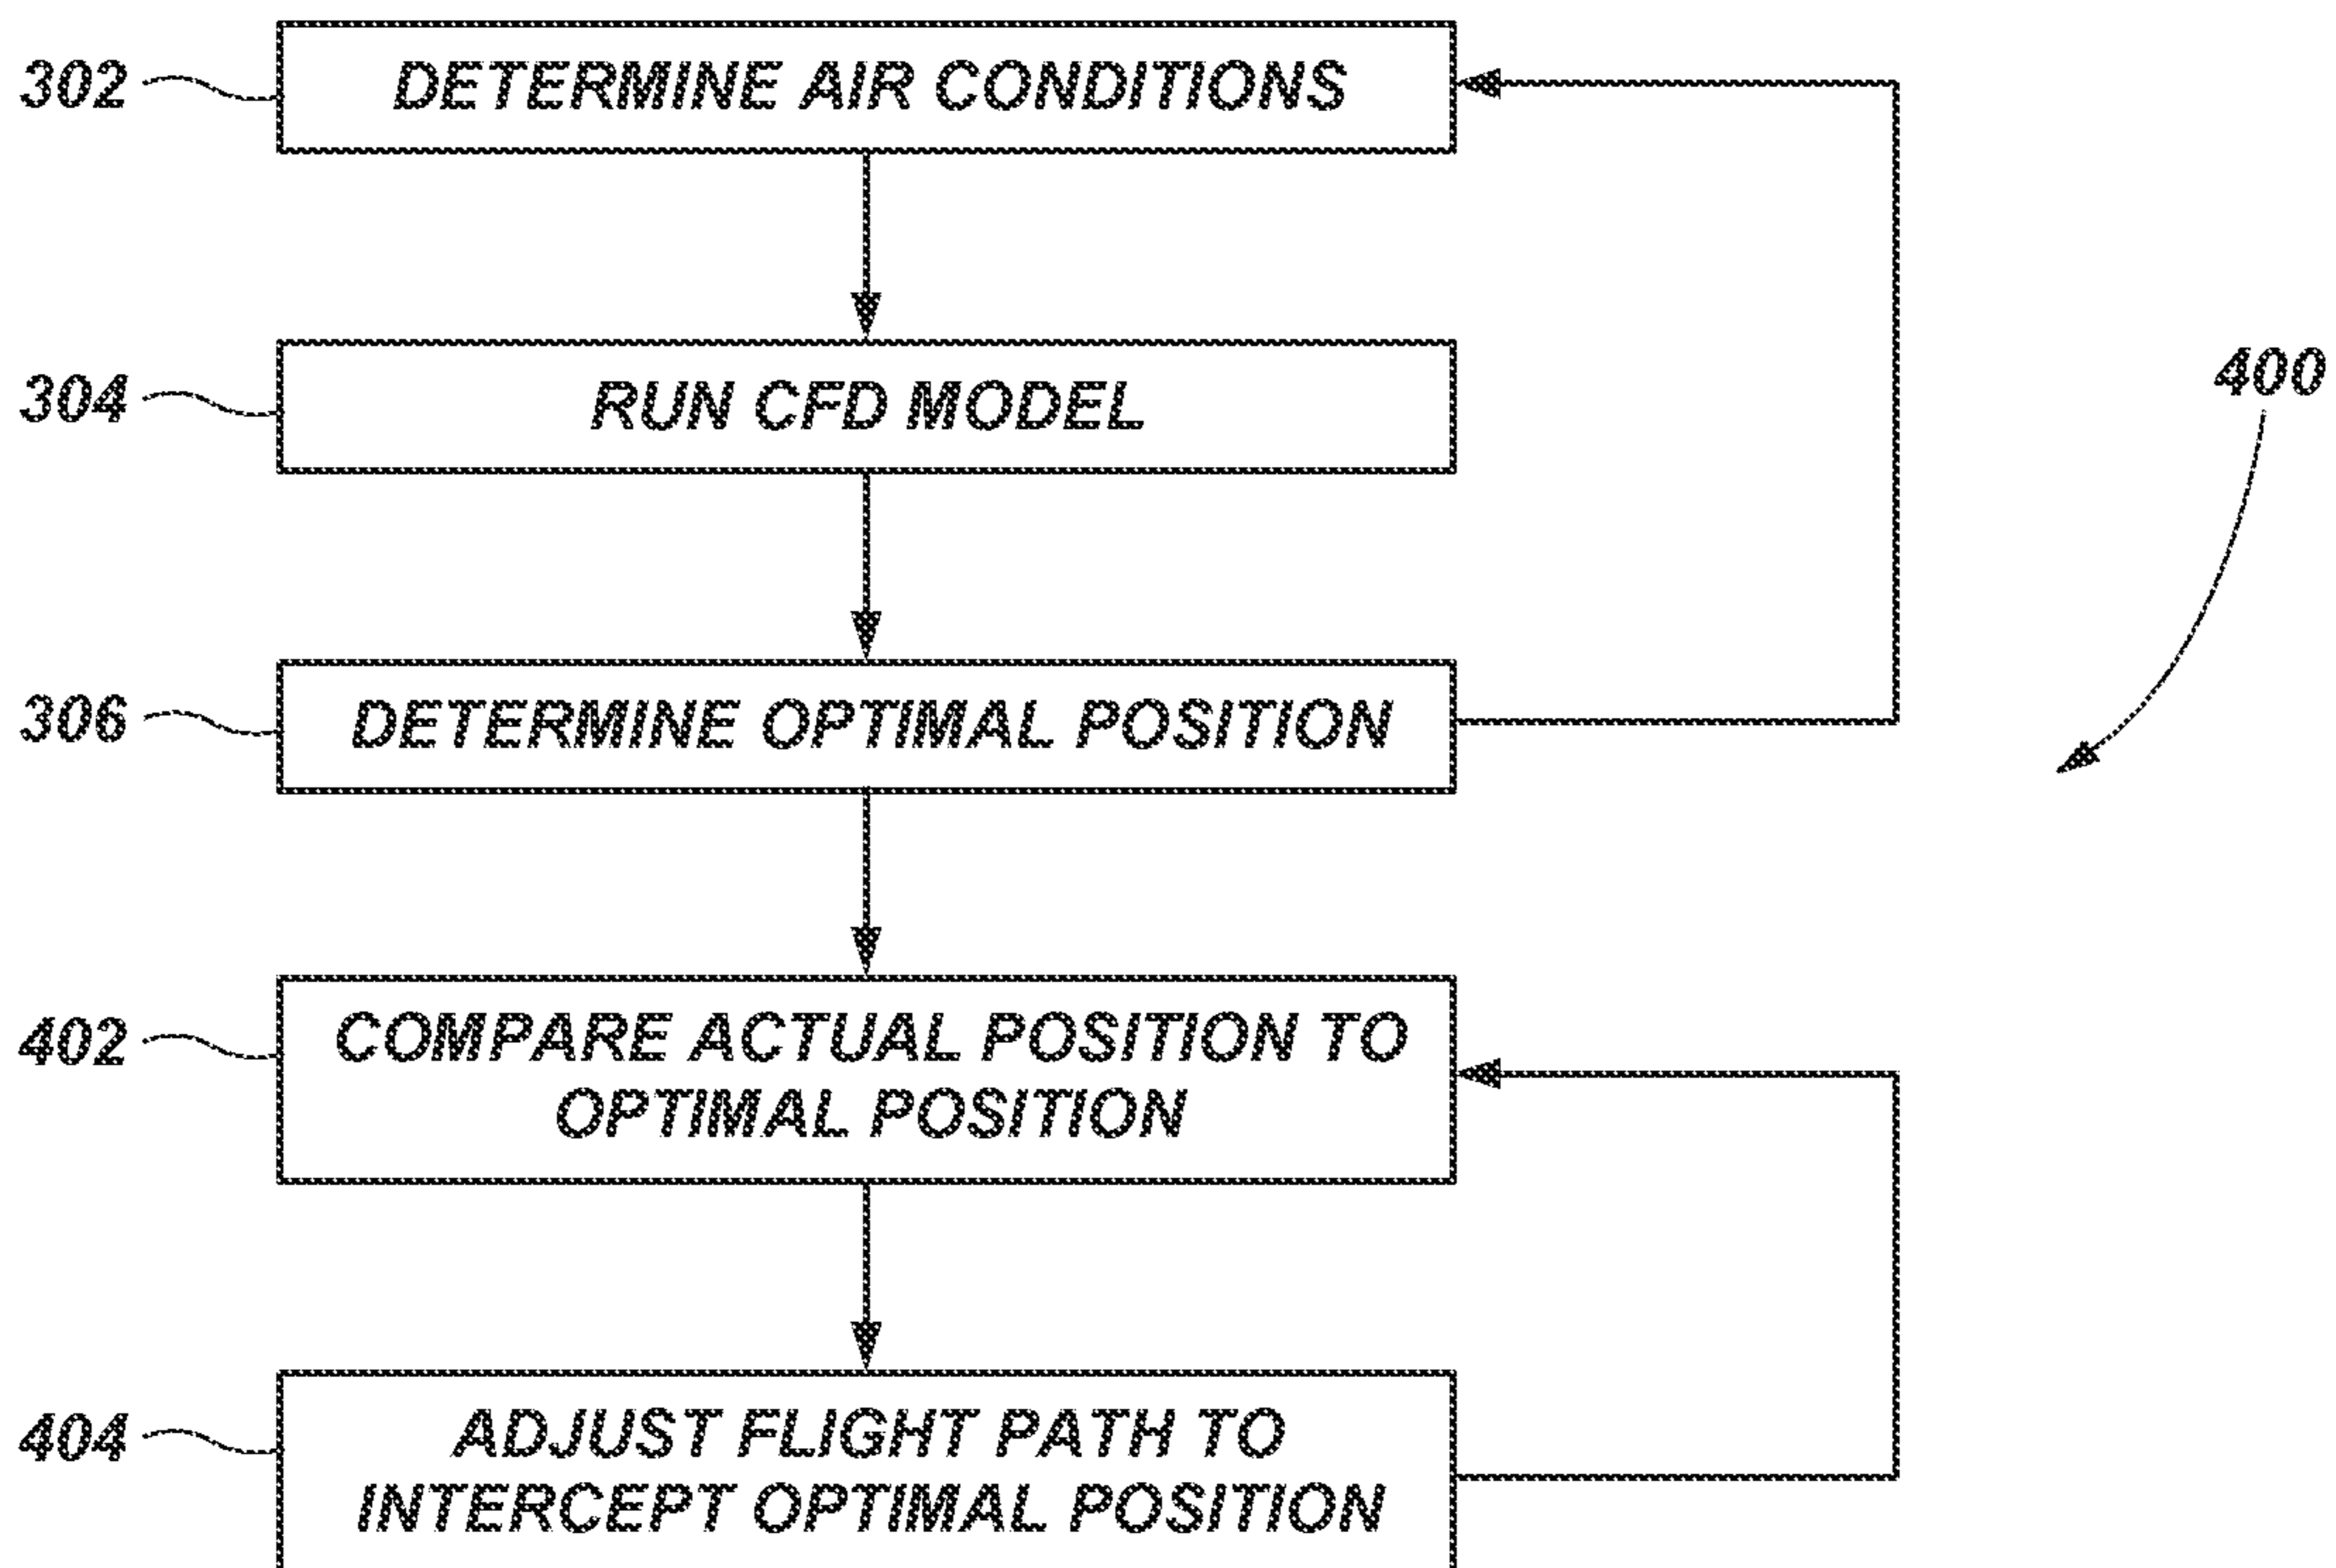 302
DETERMINE AIR CONDITIONS
304
RUN CFD MODEL
400
306
DETERMINE OPTIMAL POSITION
402
COMPARE ACTUAL POSITION TO
OPTIMAL POSITION
404
ADJUST FLIGHT PATH TO
INTERCEPT OPTIMAL POSITION